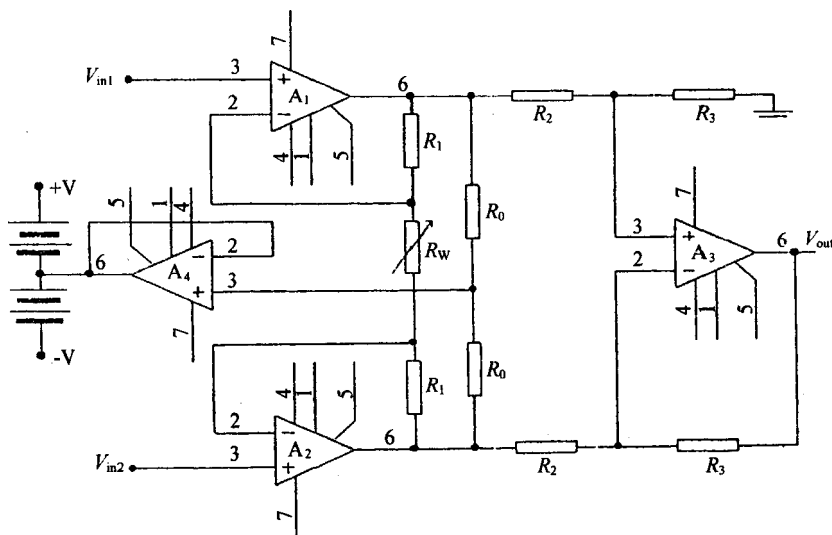 7
V_in1
3
+
A₁
2
−
6
4
1
5
R₁
R₂
R₃
+V
5
1
4
R₀
R_W
2
−
A₄
6
+
3
7
-V
7
3
+
A₃
2
−
6
V_out
4
1
5
R₀
R₁
4
1
5
2
−
A₂
3
+
6
V_in2
7
R₂
R₃